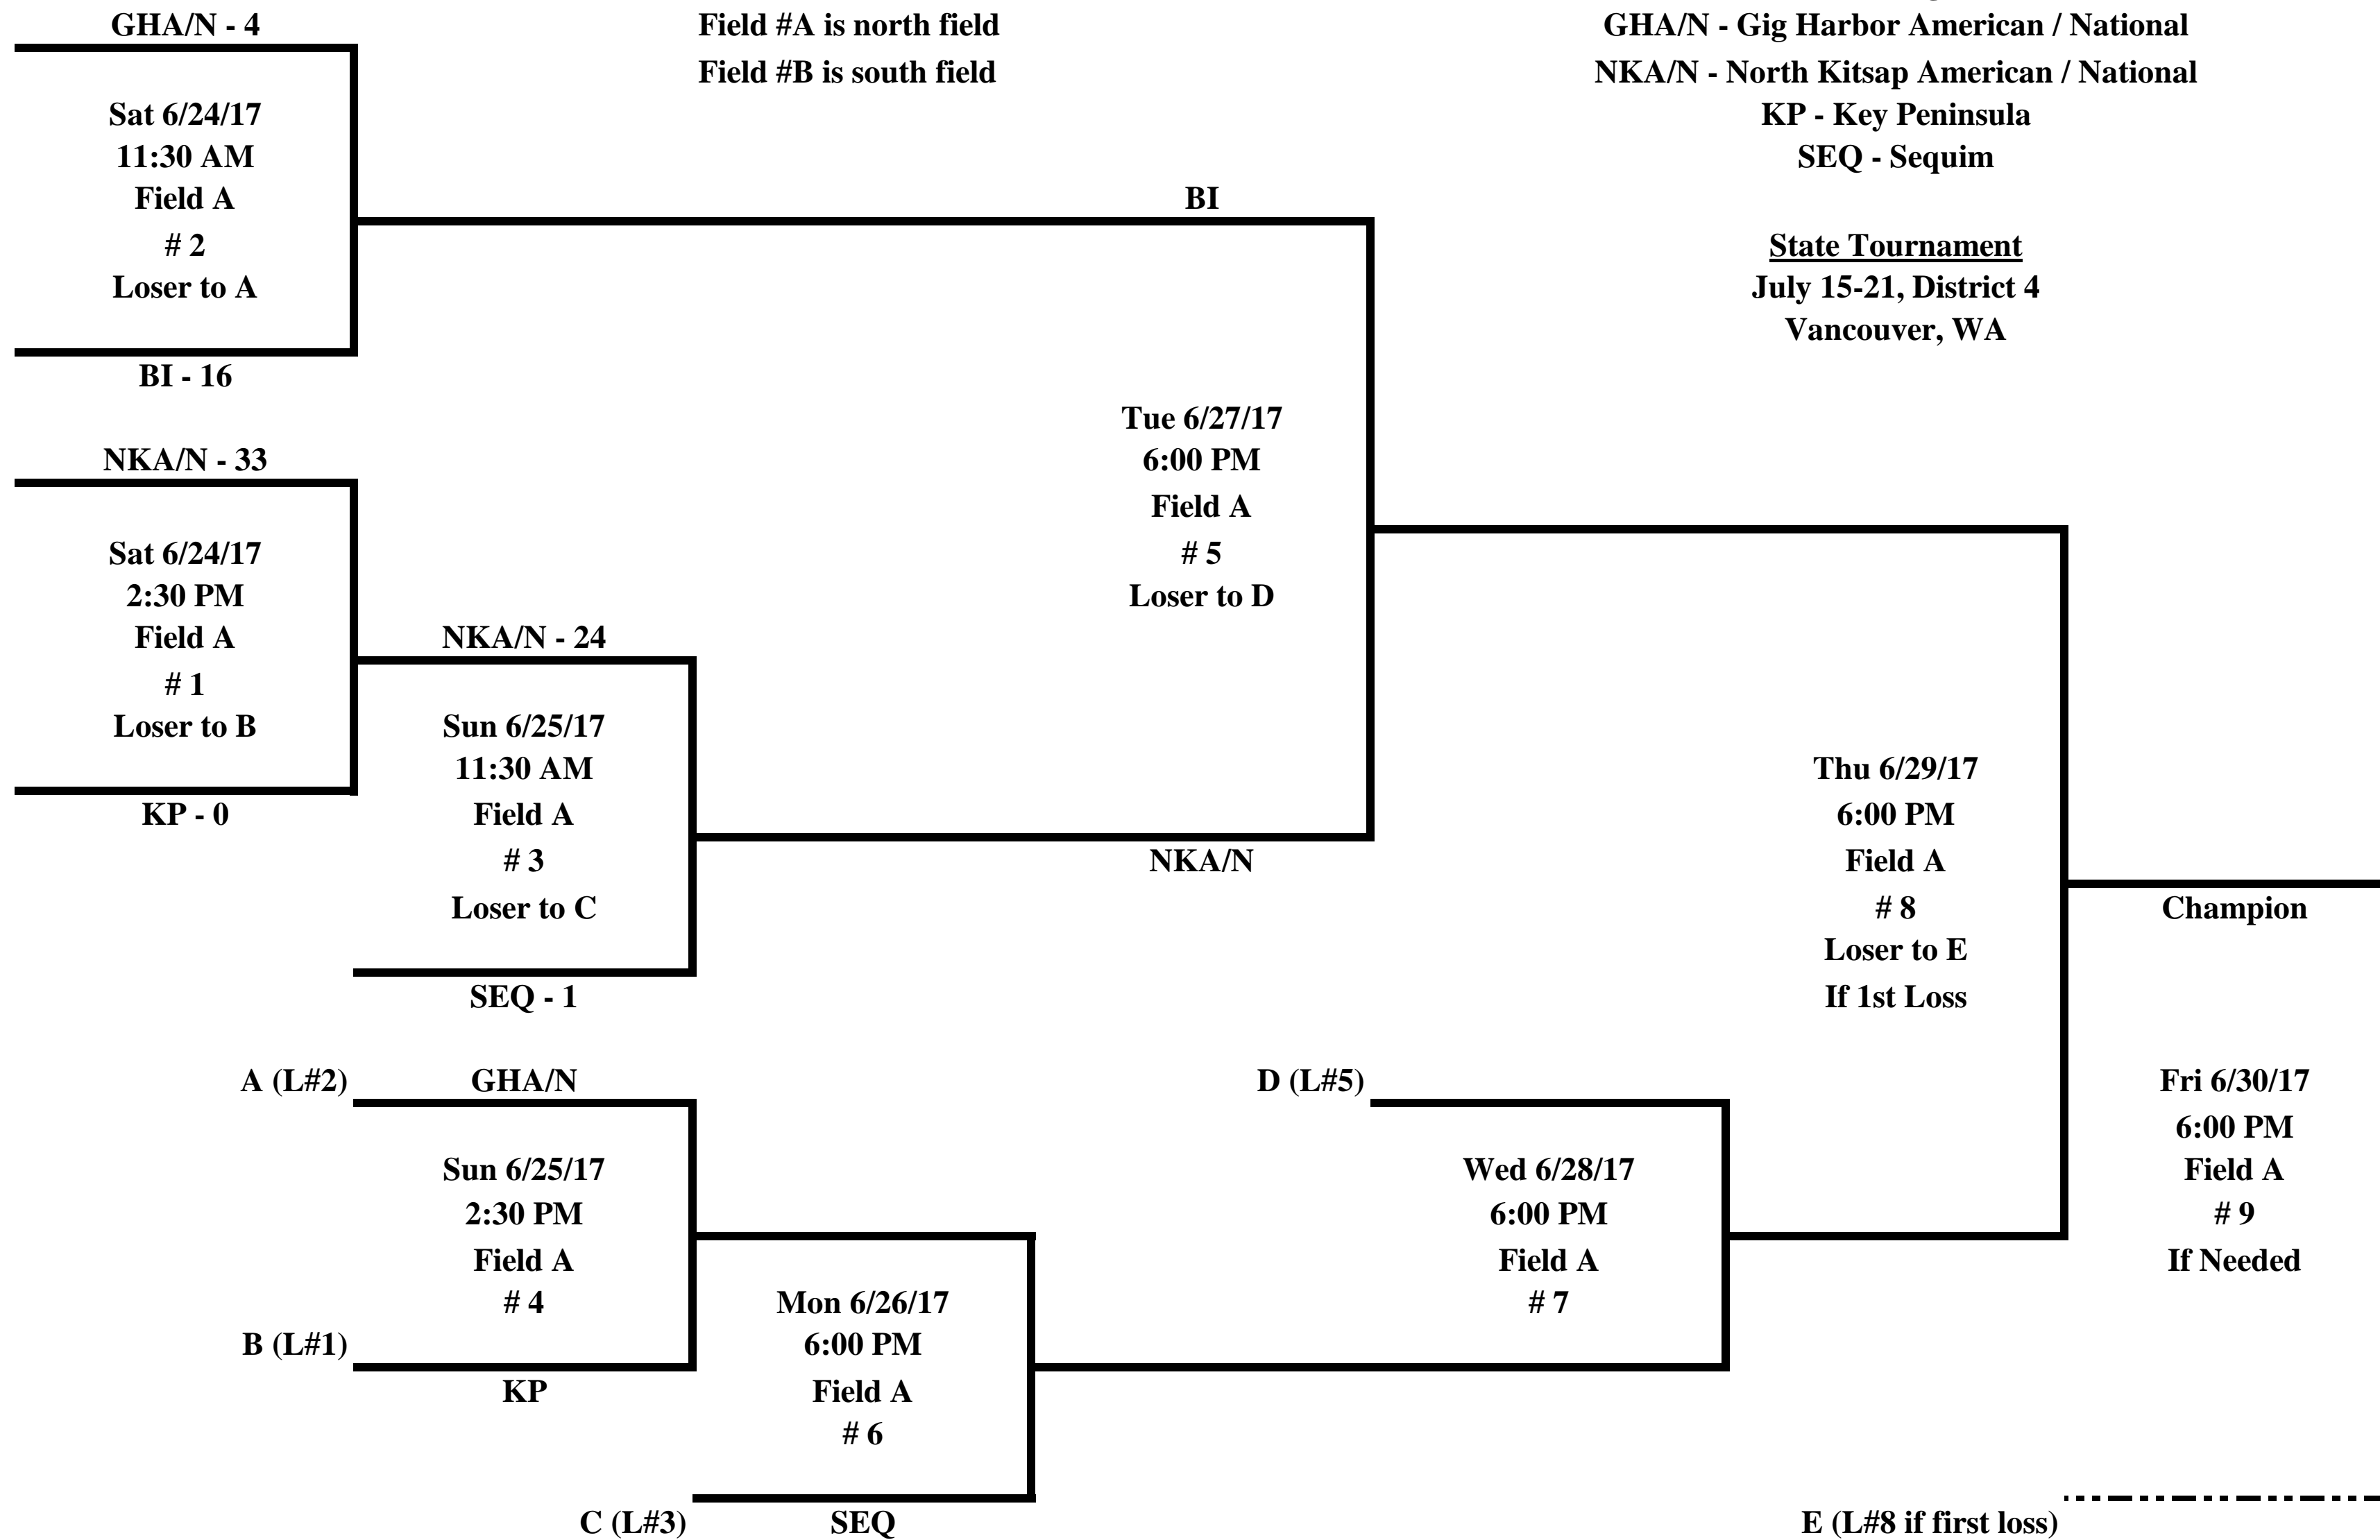 GHA/N - 4
Field #A is north field
GHA/N - Gig Harbor American / National
Field #B is south field
NKA/N - North Kitsap American / National
Sat 6/24/17
11:30 AM
Field A
# 2
Loser to A
KP - Key Peninsula
SEQ - Sequim
BI
State Tournament
July 15-21, District 4
Vancouver, WA
BI - 16
Tue 6/27/17
6:00 PM
Field A
# 5
Loser to D
NKA/N - 33
Sat 6/24/17
2:30 PM
Field A
# 1
Loser to B
NKA/N - 24
KP - 0
Sun 6/25/17
11:30 AM
Field A
# 3
Loser to C
NKA/N
Thu 6/29/17
6:00 PM
Field A
# 8
Loser to E
If 1st Loss
Champion
SEQ - 1
A (L#2)
GHA/N
D (L#5)
Fri 6/30/17
6:00 PM
Field A
# 9
If Needed
Sun 6/25/17
2:30 PM
Field A
# 4
Wed 6/28/17
6:00 PM
Field A
# 7
B (L#1)
KP
Mon 6/26/17
6:00 PM
Field A
# 6
C (L#3)
SEQ
E (L#8 if first loss)